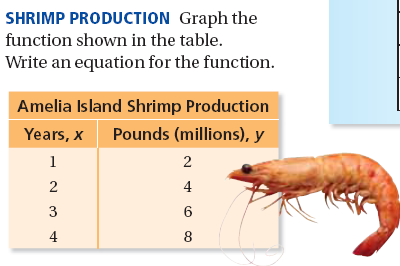 SHRIMP PRODUCTION Graph the
function shown in the table.
Write an equation for the function.
Amelia Island Shrimp Production
Years, x Pounds (millions), y
1 2
2 4
3 6
4 8